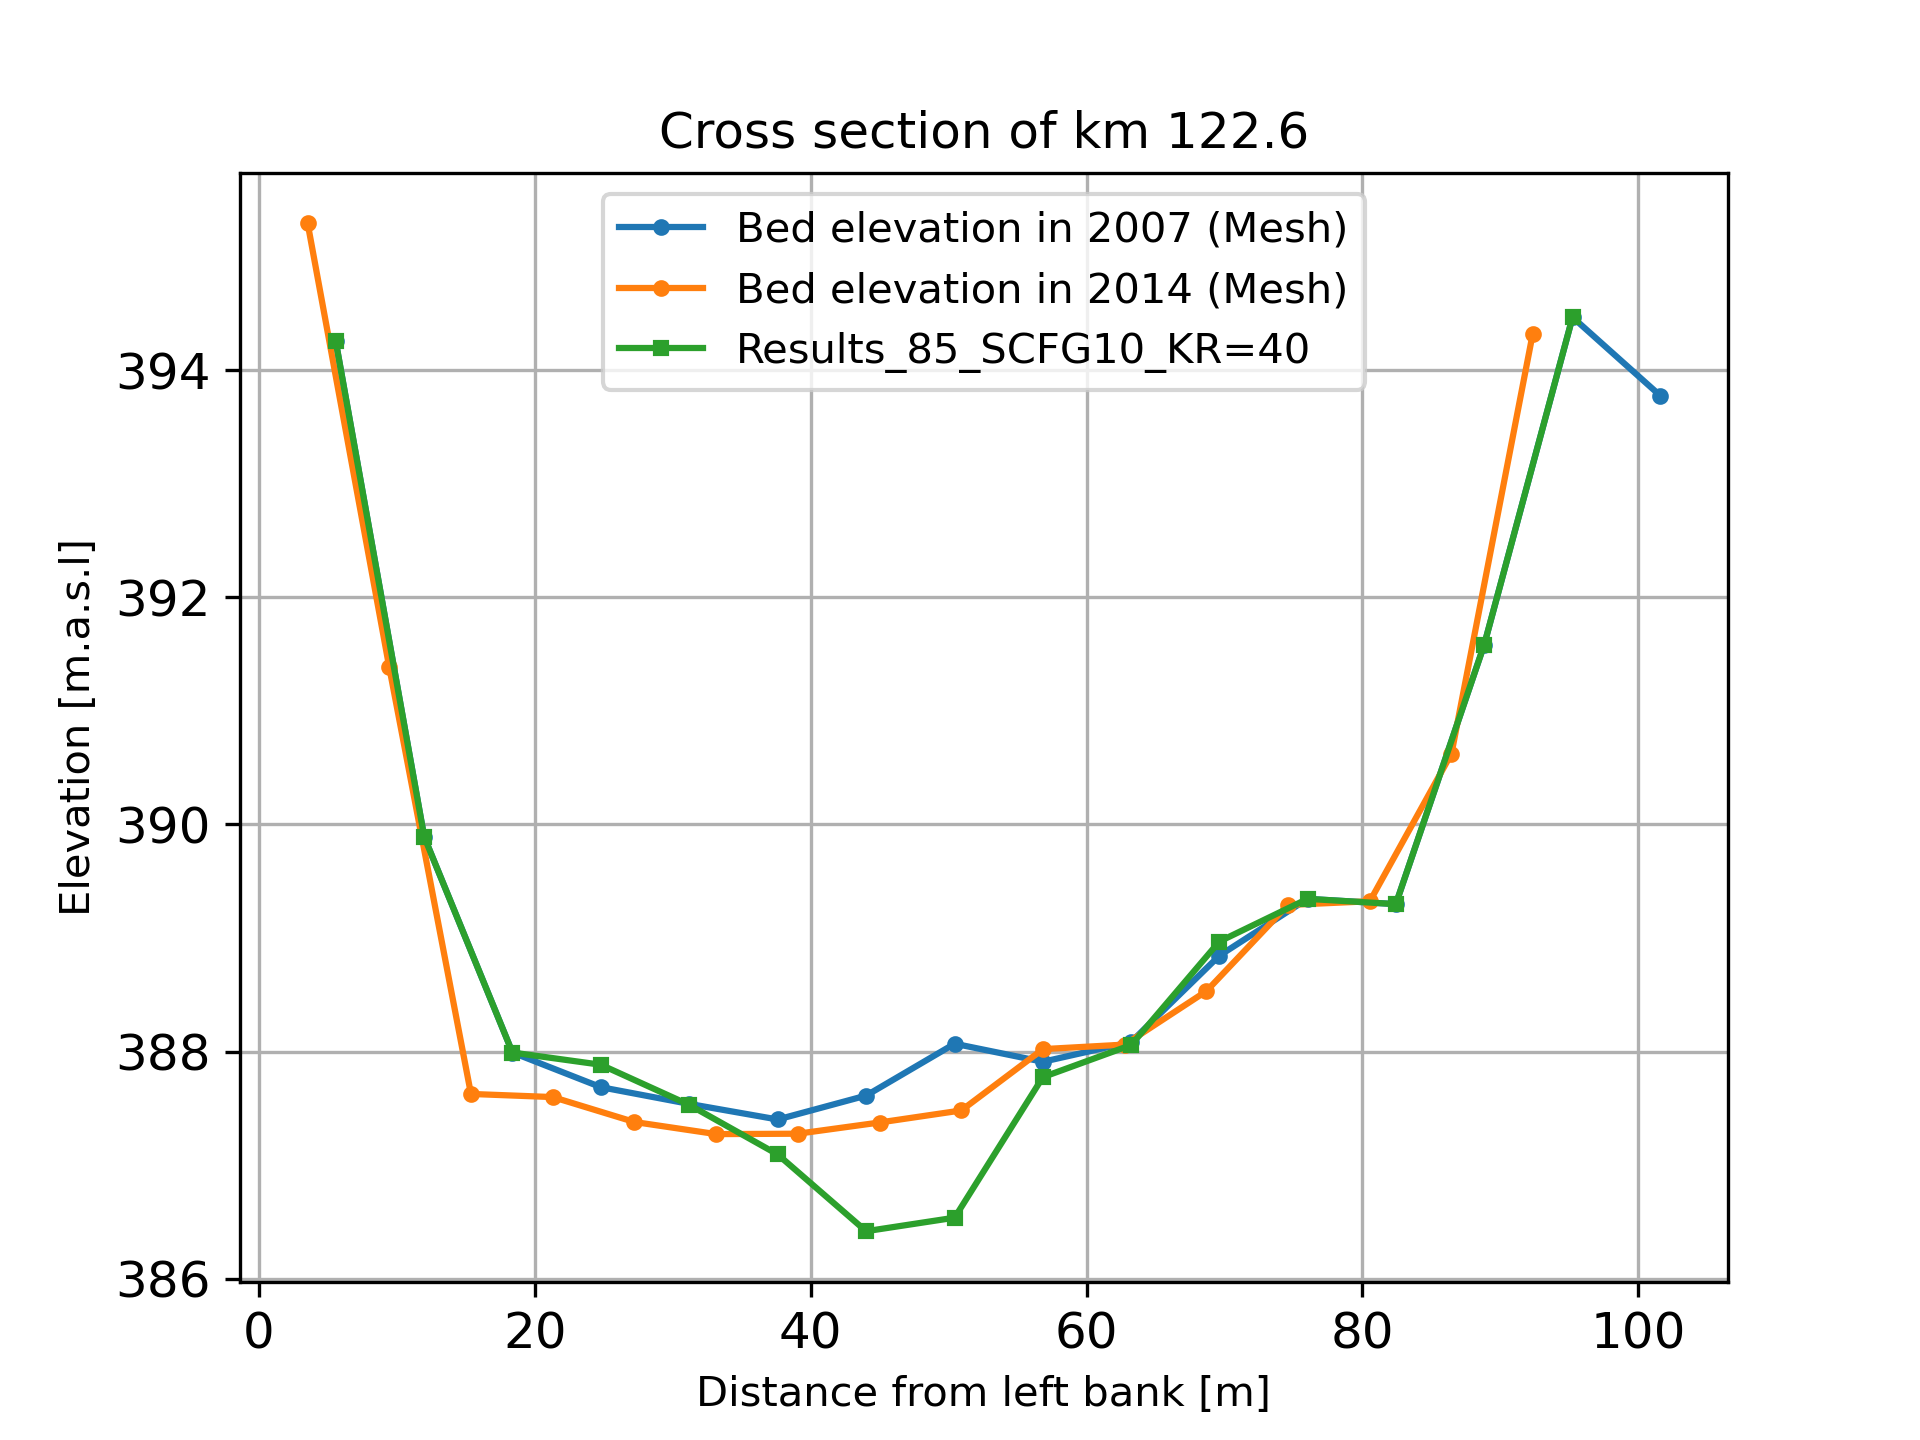 Cross section of km 122.6
Bed elevation in 2007 (Mesh)
Bed elevation in 2014 (Mesh)
Results_85_SCFG10_KR=40
394
392
390
388
386
Elevation [m.a.s.l]
0 20 40 60 80 100
Distance from left bank [m]